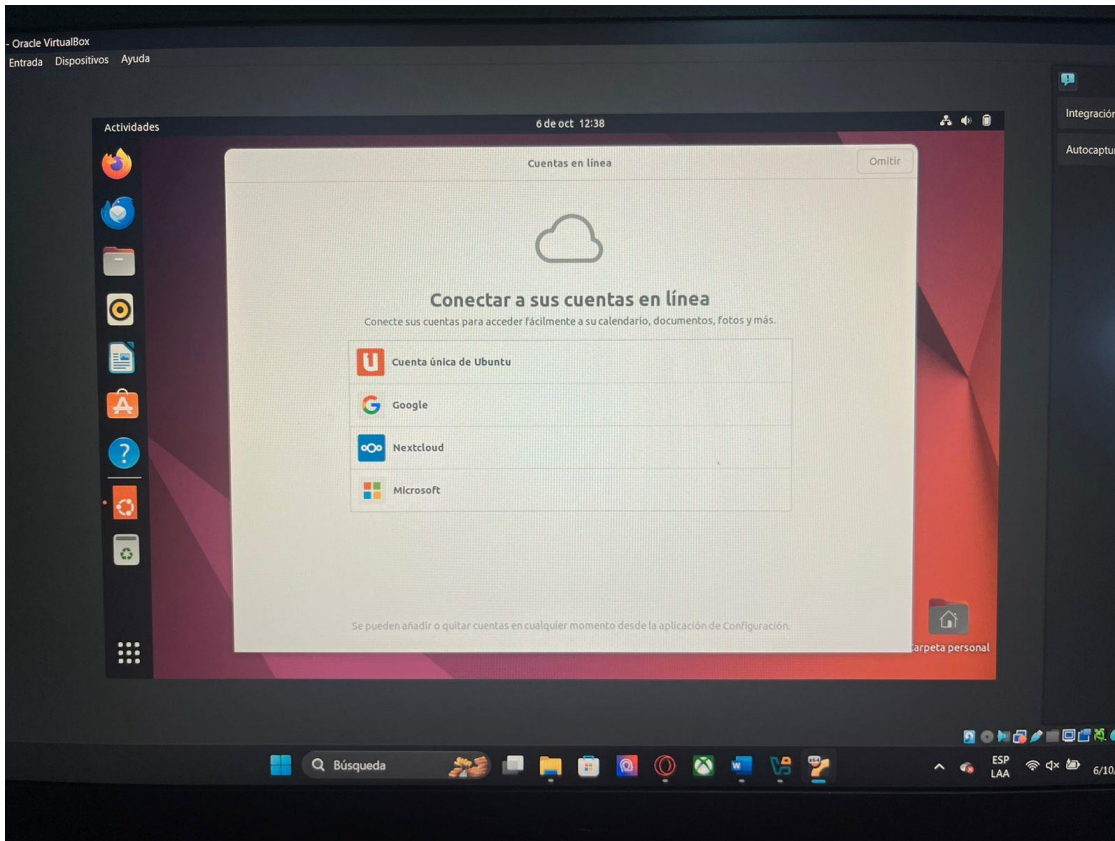 - Oracle VirtualBox
Entrada Dispositivos Ayuda
Integración
Autocaptu
Actividades
6 de oct 12:38
Cuentas en línea
Omitir
Conectar a sus cuentas en línea
Conecte sus cuentas para acceder fácilmente a su calendario, documentos, fotos y más.
Cuenta única de Ubuntu
Google
Nextcloud
Microsoft
Se pueden añadir o quitar cuentas en cualquier momento desde la aplicación de Configuración.
arpeta personal
Búsqueda
ESP
LAA
6/10